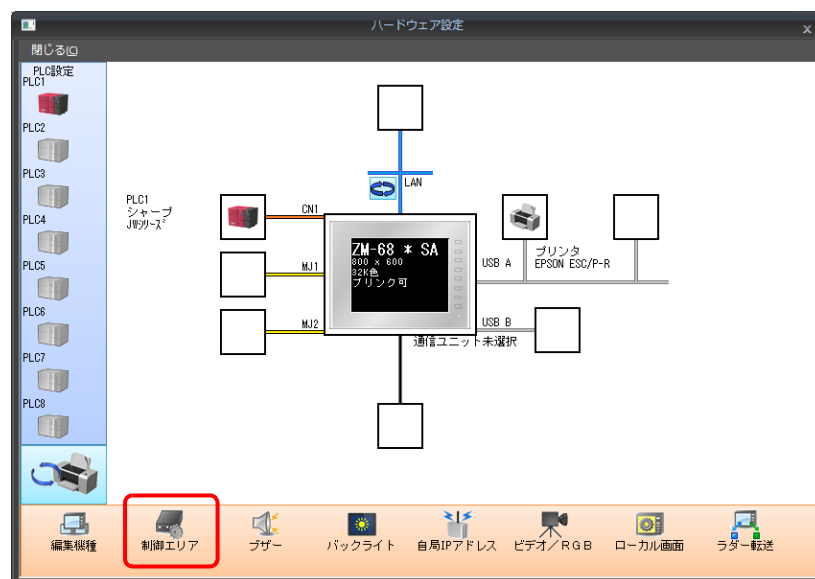 ハードウェア設定
x
閉じる(C)
PLC設定
PLC1
PLC2
PLC3
PLC4
PLC5
PLC6
PLC7
PLC8
LAN
PLC1
シャープ
JWシリーズ
CN1
MJ1
MJ2
ZM-68 * SA
800 x 600
32K色
ブリンク可
USB A
プリンタ
EPSON ESC/P-R
USB B
通信ユニット未選択
編集機種
制御エリア
ブザー
バックライト
自局IPアドレス
ビデオ/RGB
ローカル画面
ラダー転送